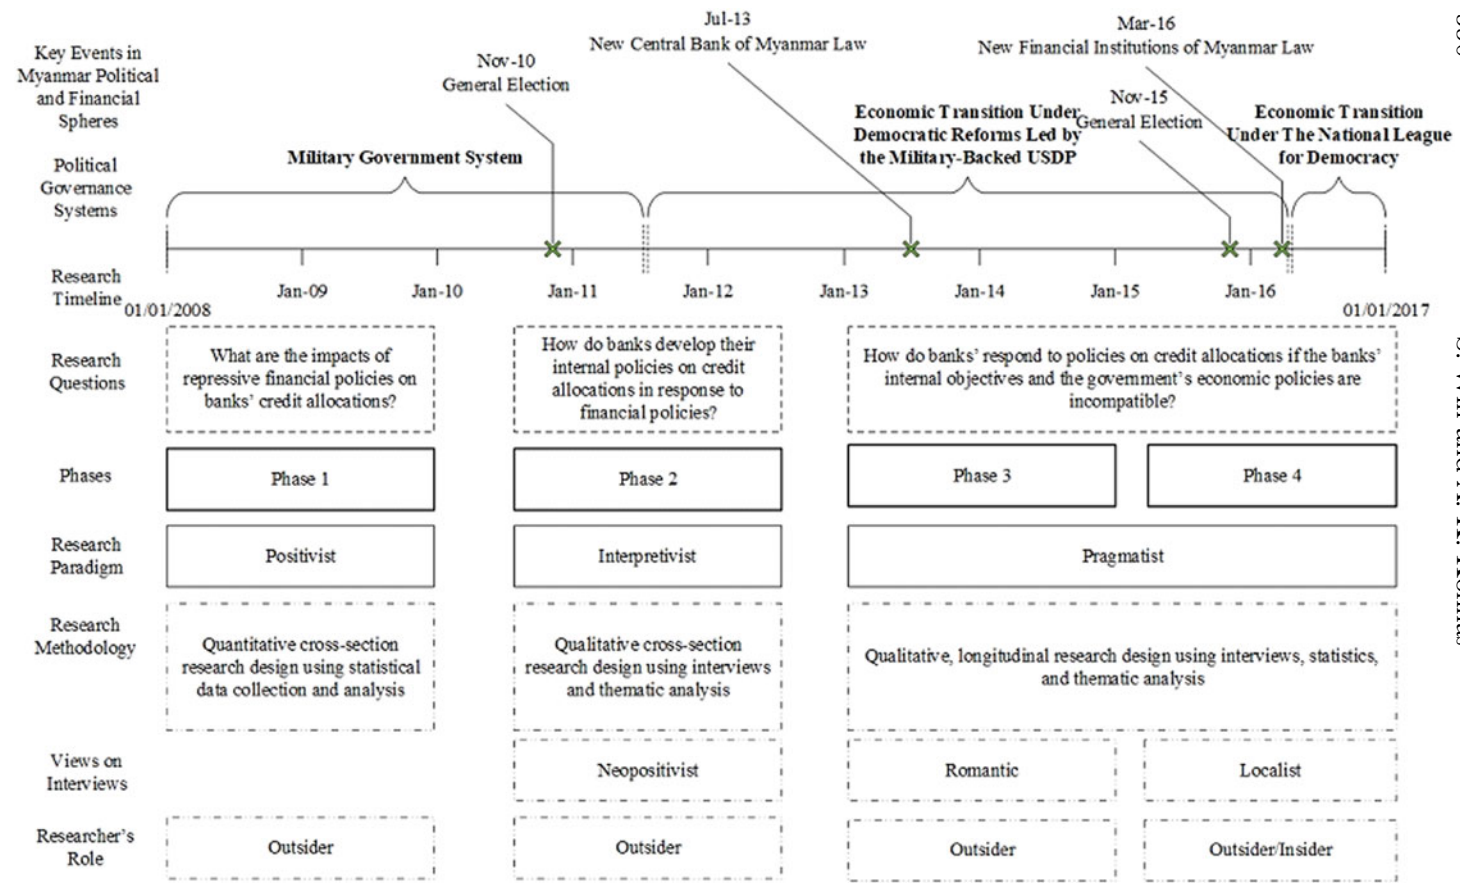 Key Events in
Myanmar Political
and Financial
Spheres
Nov-10
General Election
Jul-13
New Central Bank of Myanmar Law
Mar-16
New Financial Institutions of Myanmar Law
Nov-15
General Election
Political
Governance
Systems
Military Government System
Economic Transition Under
Democratic Reforms Led by
the Military-Backed USDP
Economic Transition
Under The National League
for Democracy
Research
Timeline
01/01/2008
Jan-09
Jan-10
Jan-11
Jan-12
Jan-13
Jan-14
Jan-15
Jan-16
01/01/2017
Research
Questions
What are the impacts of
repressive financial policies on
banks’ credit allocations?
How do banks develop their
internal policies on credit
allocations in response to
financial policies?
How do banks’ respond to policies on credit allocations if the banks’
internal objectives and the government’s economic policies are
incompatible?
Phases
Phase 1
Phase 2
Phase 3
Phase 4
Research
Paradigm
Positivist
Interpretivist
Pragmatist
Research
Methodology
Quantitative cross-section
research design using statistical
data collection and analysis
Qualitative cross-section
research design using interviews
and thematic analysis
Qualitative, longitudinal research design using interviews, statistics,
and thematic analysis
Views on
Interviews
Neopositivist
Romantic
Localist
Researcher’s
Role
Outsider
Outsider
Outsider
Outsider/Insider